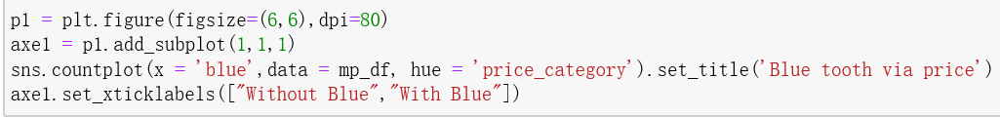 p1 = plt.figure(figsize=(6,6),dpi=80)
axe1 = p1.add_subplot(1,1,1)
sns.countplot(x = 'blue',data = mp_df, hue = 'price_category').set_title('Blue tooth via price')
axe1.set_xticklabels(["Without Blue","With Blue"])